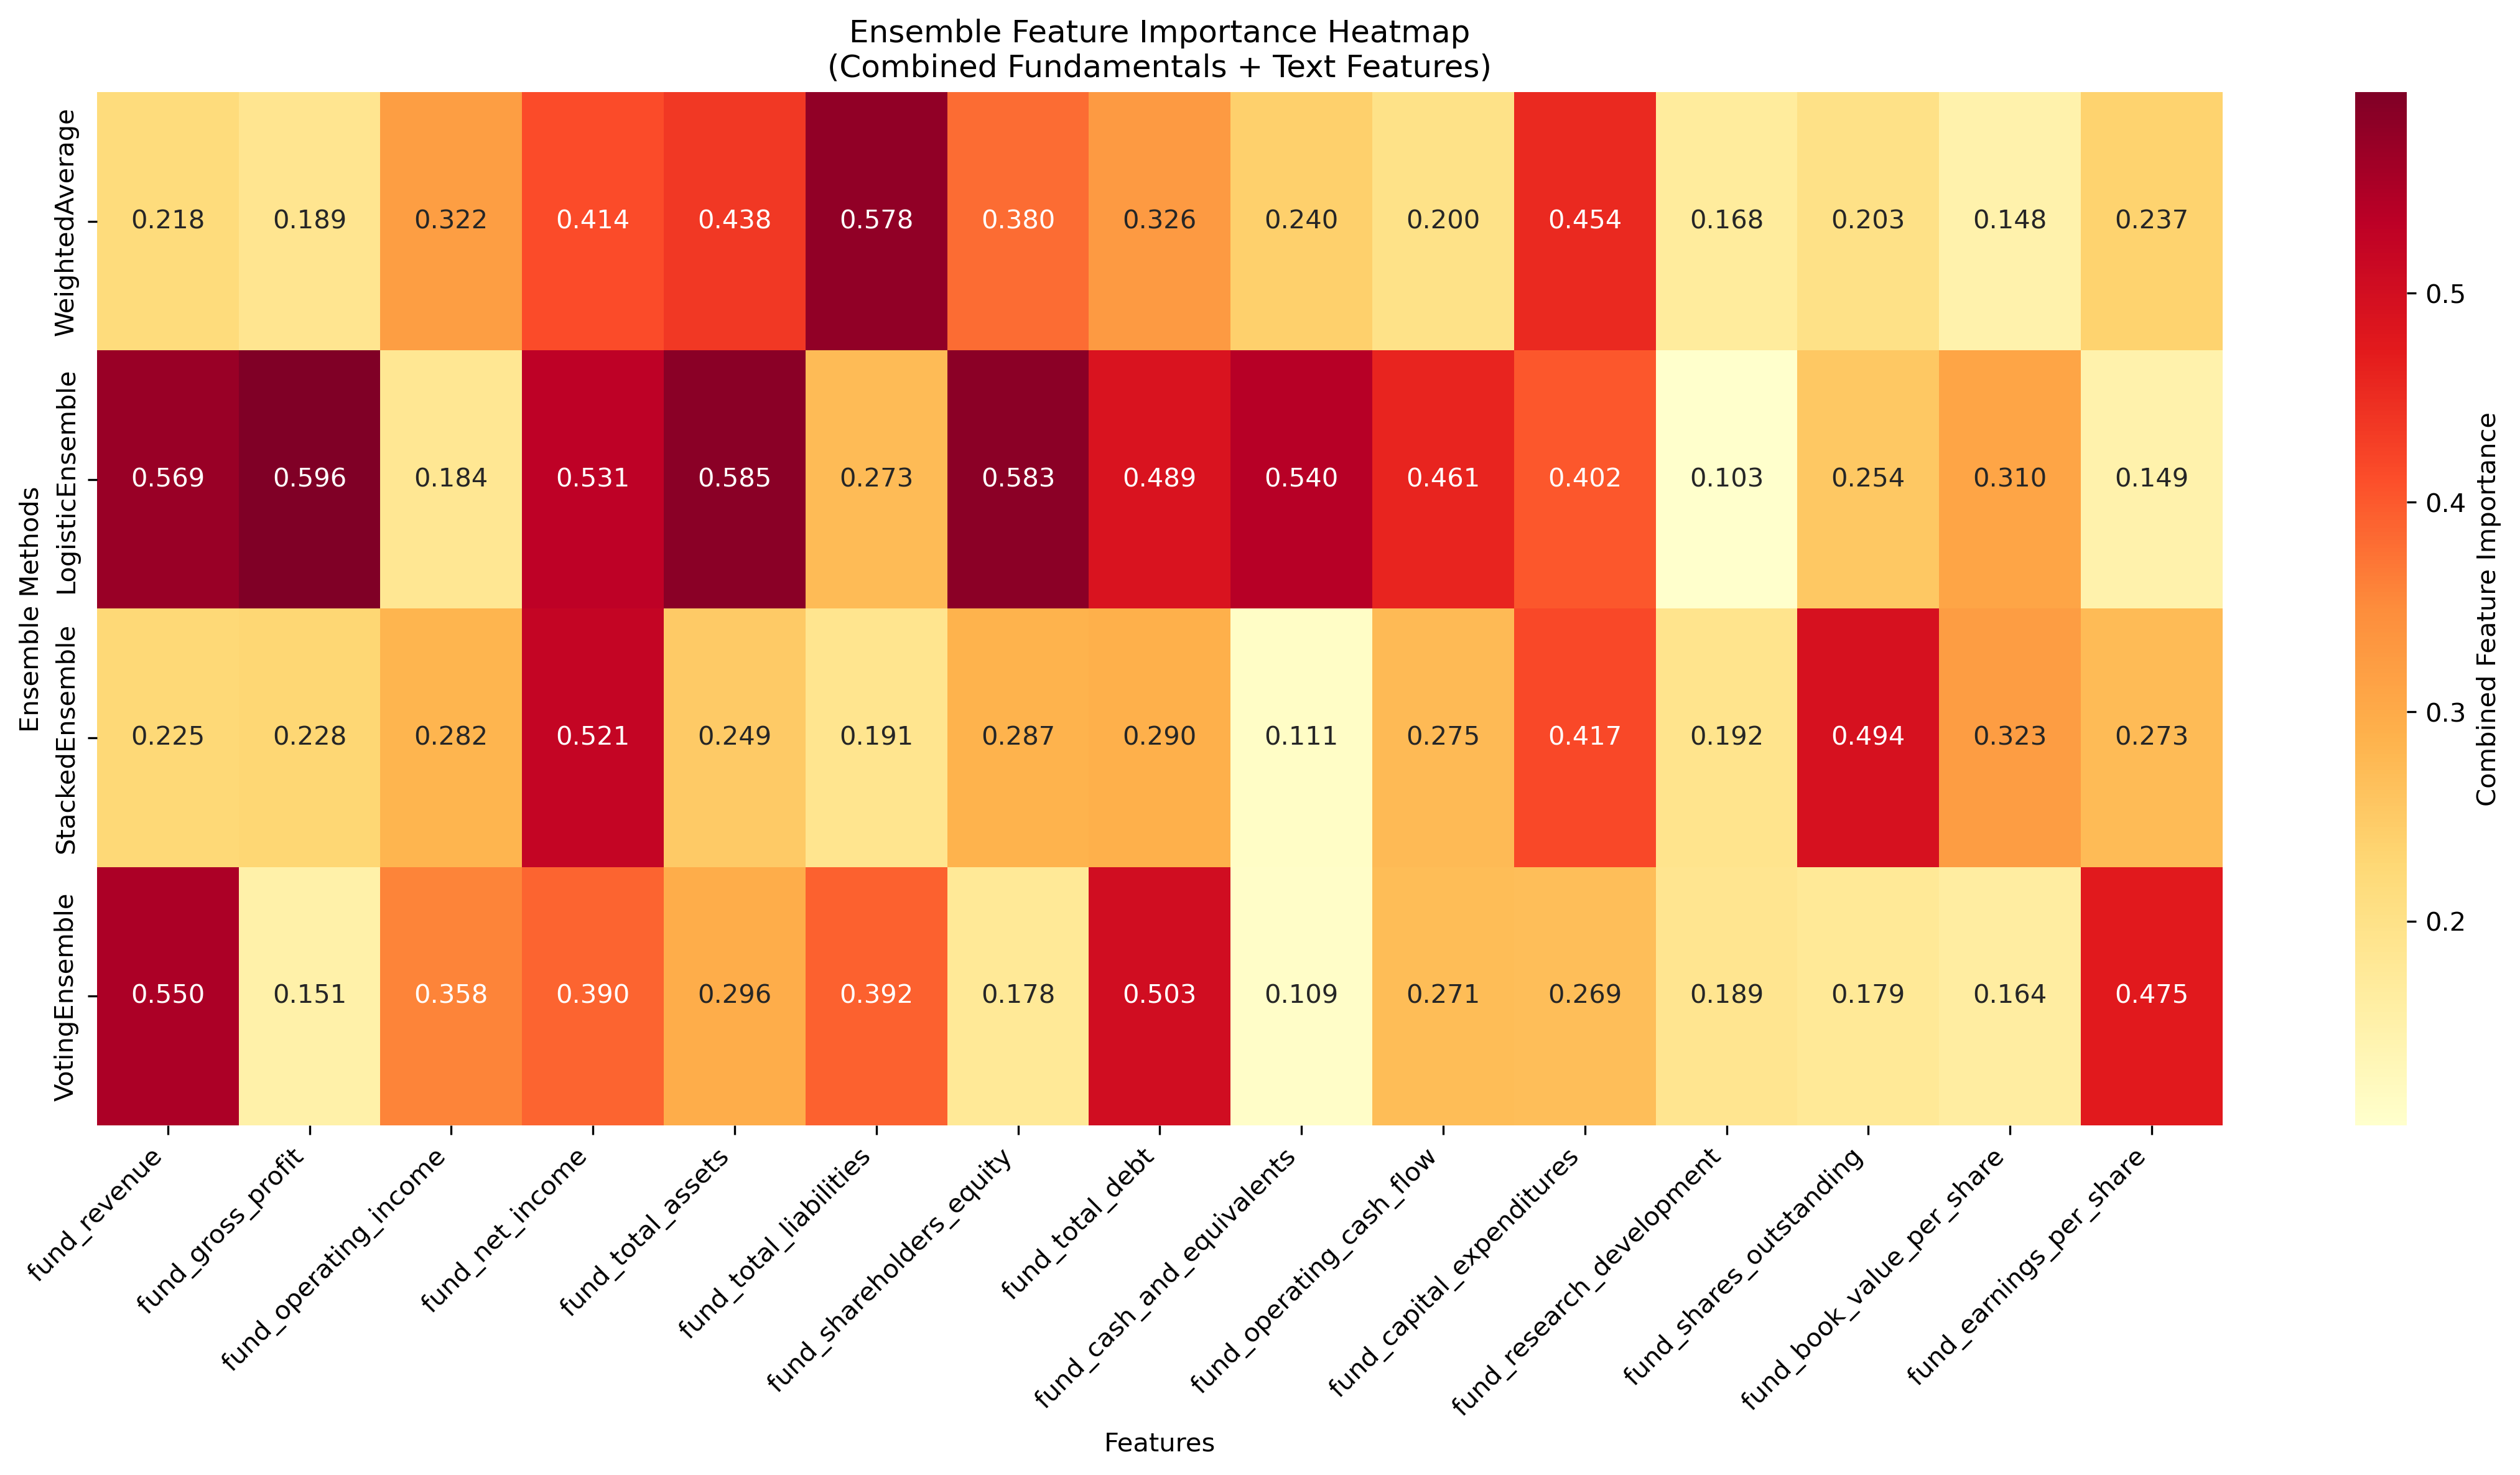 Ensemble Feature Importance Heatmap
(Combined Fundamentals + Text Features)
Ensemble Methods
WeightedAverage
0.218 0.189 0.322 0.414 0.438 0.578 0.380 0.326 0.240 0.200 0.454 0.168 0.203 0.148 0.237
LogisticEnsemble
0.569 0.596 0.184 0.531 0.585 0.273 0.583 0.489 0.540 0.461 0.402 0.103 0.254 0.310 0.149
StackedEnsemble
0.225 0.228 0.282 0.521 0.249 0.191 0.287 0.290 0.111 0.275 0.417 0.192 0.494 0.323 0.273
VotingEnsemble
0.550 0.151 0.358 0.390 0.296 0.392 0.178 0.503 0.109 0.271 0.269 0.189 0.179 0.164 0.475
fund_revenue
fund_gross_profit
fund_operating_income
fund_net_income
fund_total_assets
fund_total_liabilities
fund_shareholders_equity
fund_total_debt
fund_cash_and_equivalents
fund_operating_cash_flow
fund_capital_expenditures
fund_research_development
fund_shares_outstanding
fund_book_value_per_share
fund_earnings_per_share
Features
0.5
0.4
0.3
0.2
Combined Feature Importance